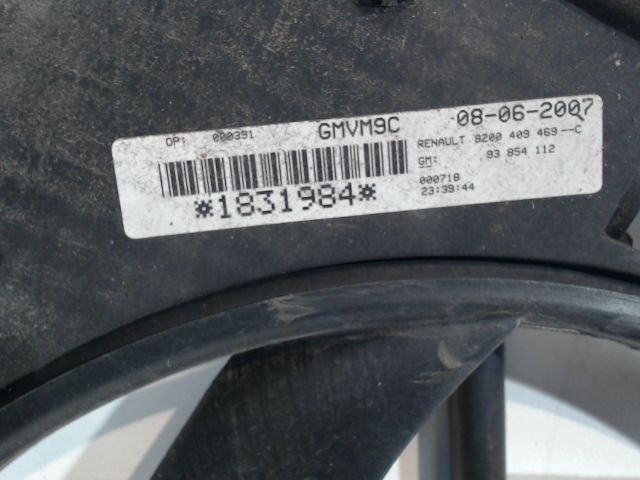 OP: 000391 GMVM9C 08-06-2007
RENAULT 8200 409 469--C
GM: 93 854 112
000718
23:39:44
*1831984*